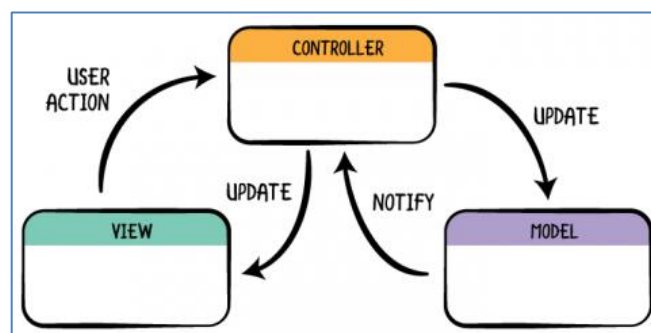 CONTROLLER
USER
ACTION
UPDATE
UPDATE
NOTIFY
VIEW
MODEL